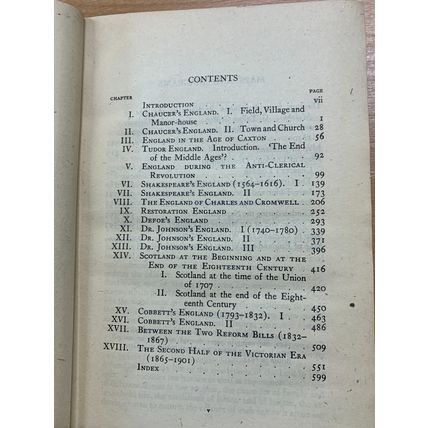 CONTENTS
CHAPTER PAGE
INTRODUCTION vii
I. CHAUCER'S ENGLAND. I. Field, Village and
Manor-house 1
II. CHAUCER'S ENGLAND. II. Town and Church 28
III. ENGLAND IN THE AGE OF CAXTON 56
IV. TUDOR ENGLAND. Introduction. 'The End
of the Middle Ages'? 92
V. ENGLAND DURING THE ANTI-CLERICAL
REVOLUTION 99
VI. SHAKESPEARE'S ENGLAND (1564–1616). I 139
VII. SHAKESPEARE'S ENGLAND. II 173
VIII. THE ENGLAND OF CHARLES AND CROMWELL 206
IX. RESTORATION ENGLAND 252
X. DEFOE'S ENGLAND 293
XI. DR. JOHNSON'S ENGLAND. I (1740–1780) 339
XII. DR. JOHNSON'S ENGLAND. II 371
XIII. DR. JOHNSON'S ENGLAND. III 396
XIV. SCOTLAND AT THE BEGINNING AND AT THE
END OF THE EIGHTEENTH CENTURY 416
I. Scotland at the time of the Union
of 1707 420
II. Scotland at the end of the Eigh-
teenth Century 450
XV. COBBETT'S ENGLAND (1793–1832). I 463
XVI. COBBETT'S ENGLAND. II 486
XVII. BETWEEN THE TWO REFORM BILLS (1832–
1867) 509
XVIII. THE SECOND HALF OF THE VICTORIAN ERA
(1865–1901) 551
INDEX 599